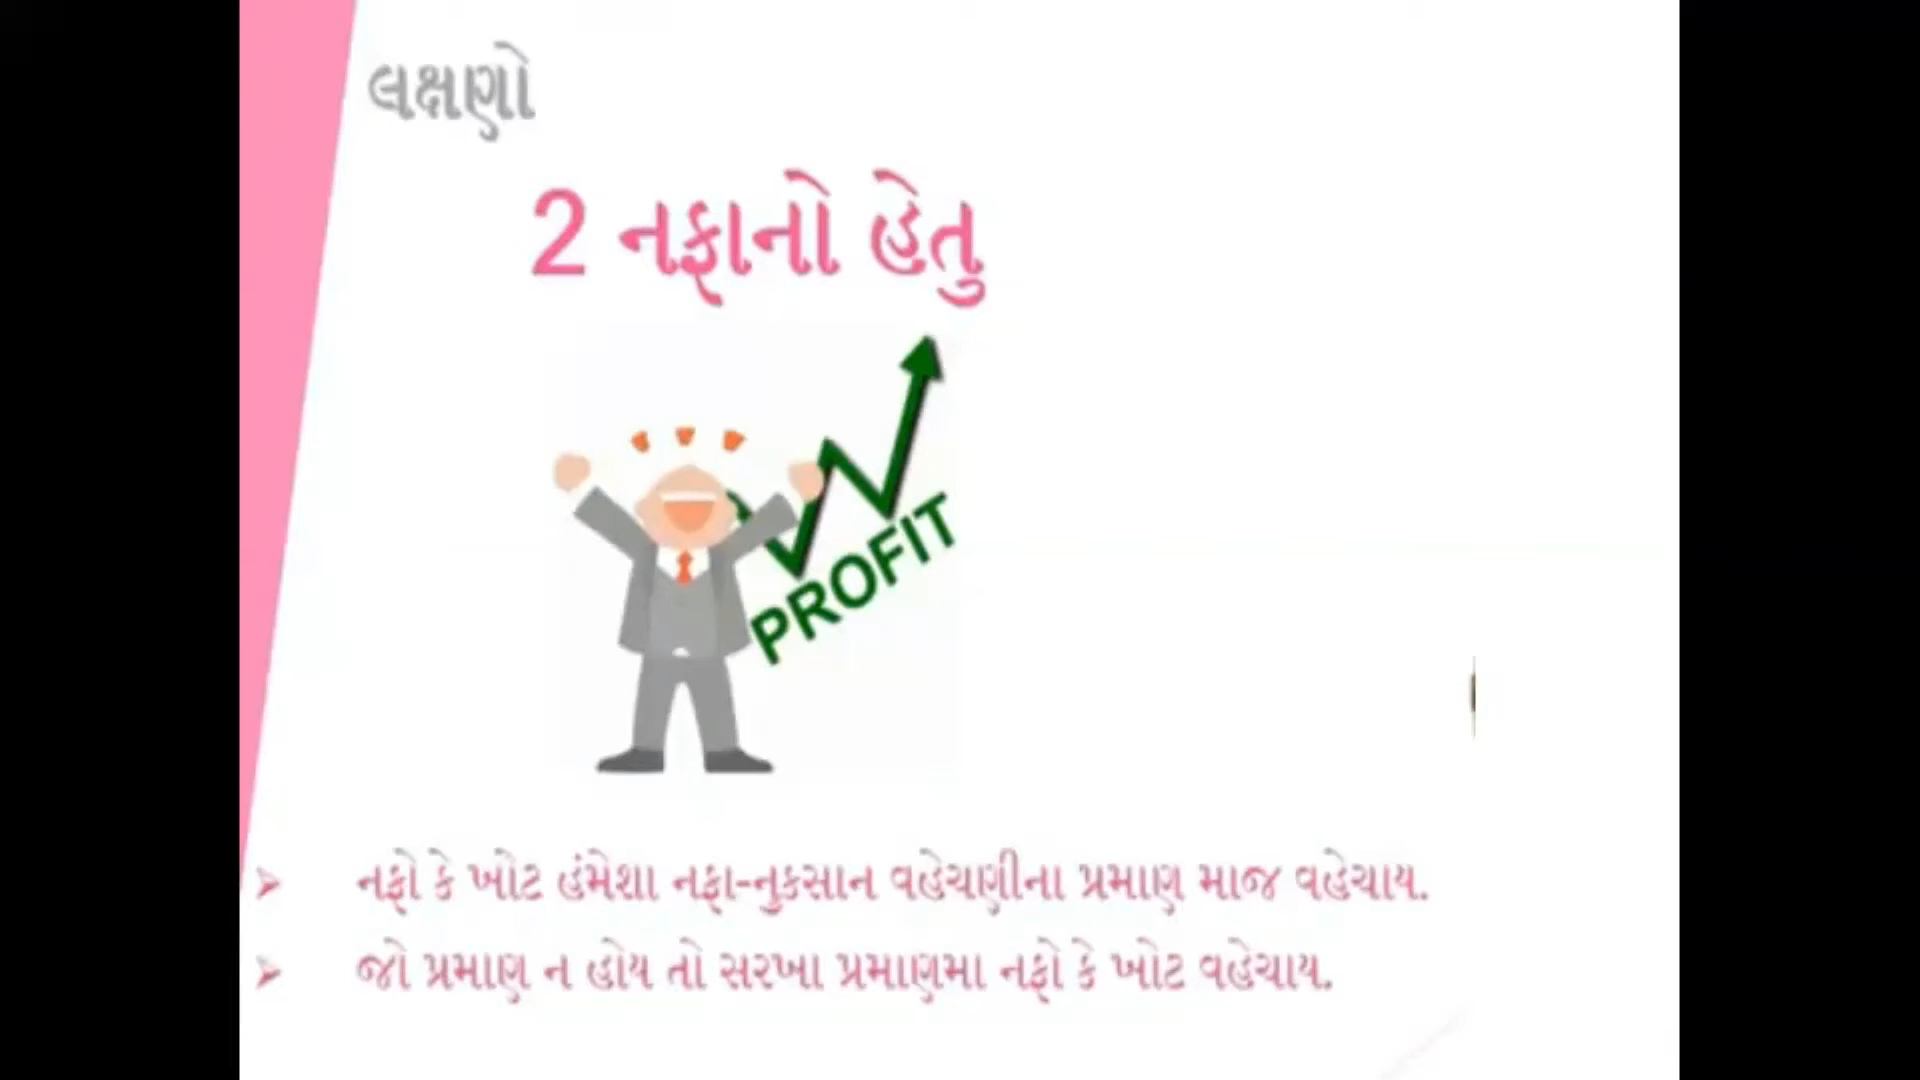 લક્ષણો
2 નફાનો હેતુ
PROFIT
નફો કે ખોટ હંમેશા નફા-નુકસાન વહેચણીના પ્રમાણ માજ વહેચાય.
જો પ્રમાણ ન હોય તો સરખા પ્રમાણમા નફો કે ખોટ વહેચાય.